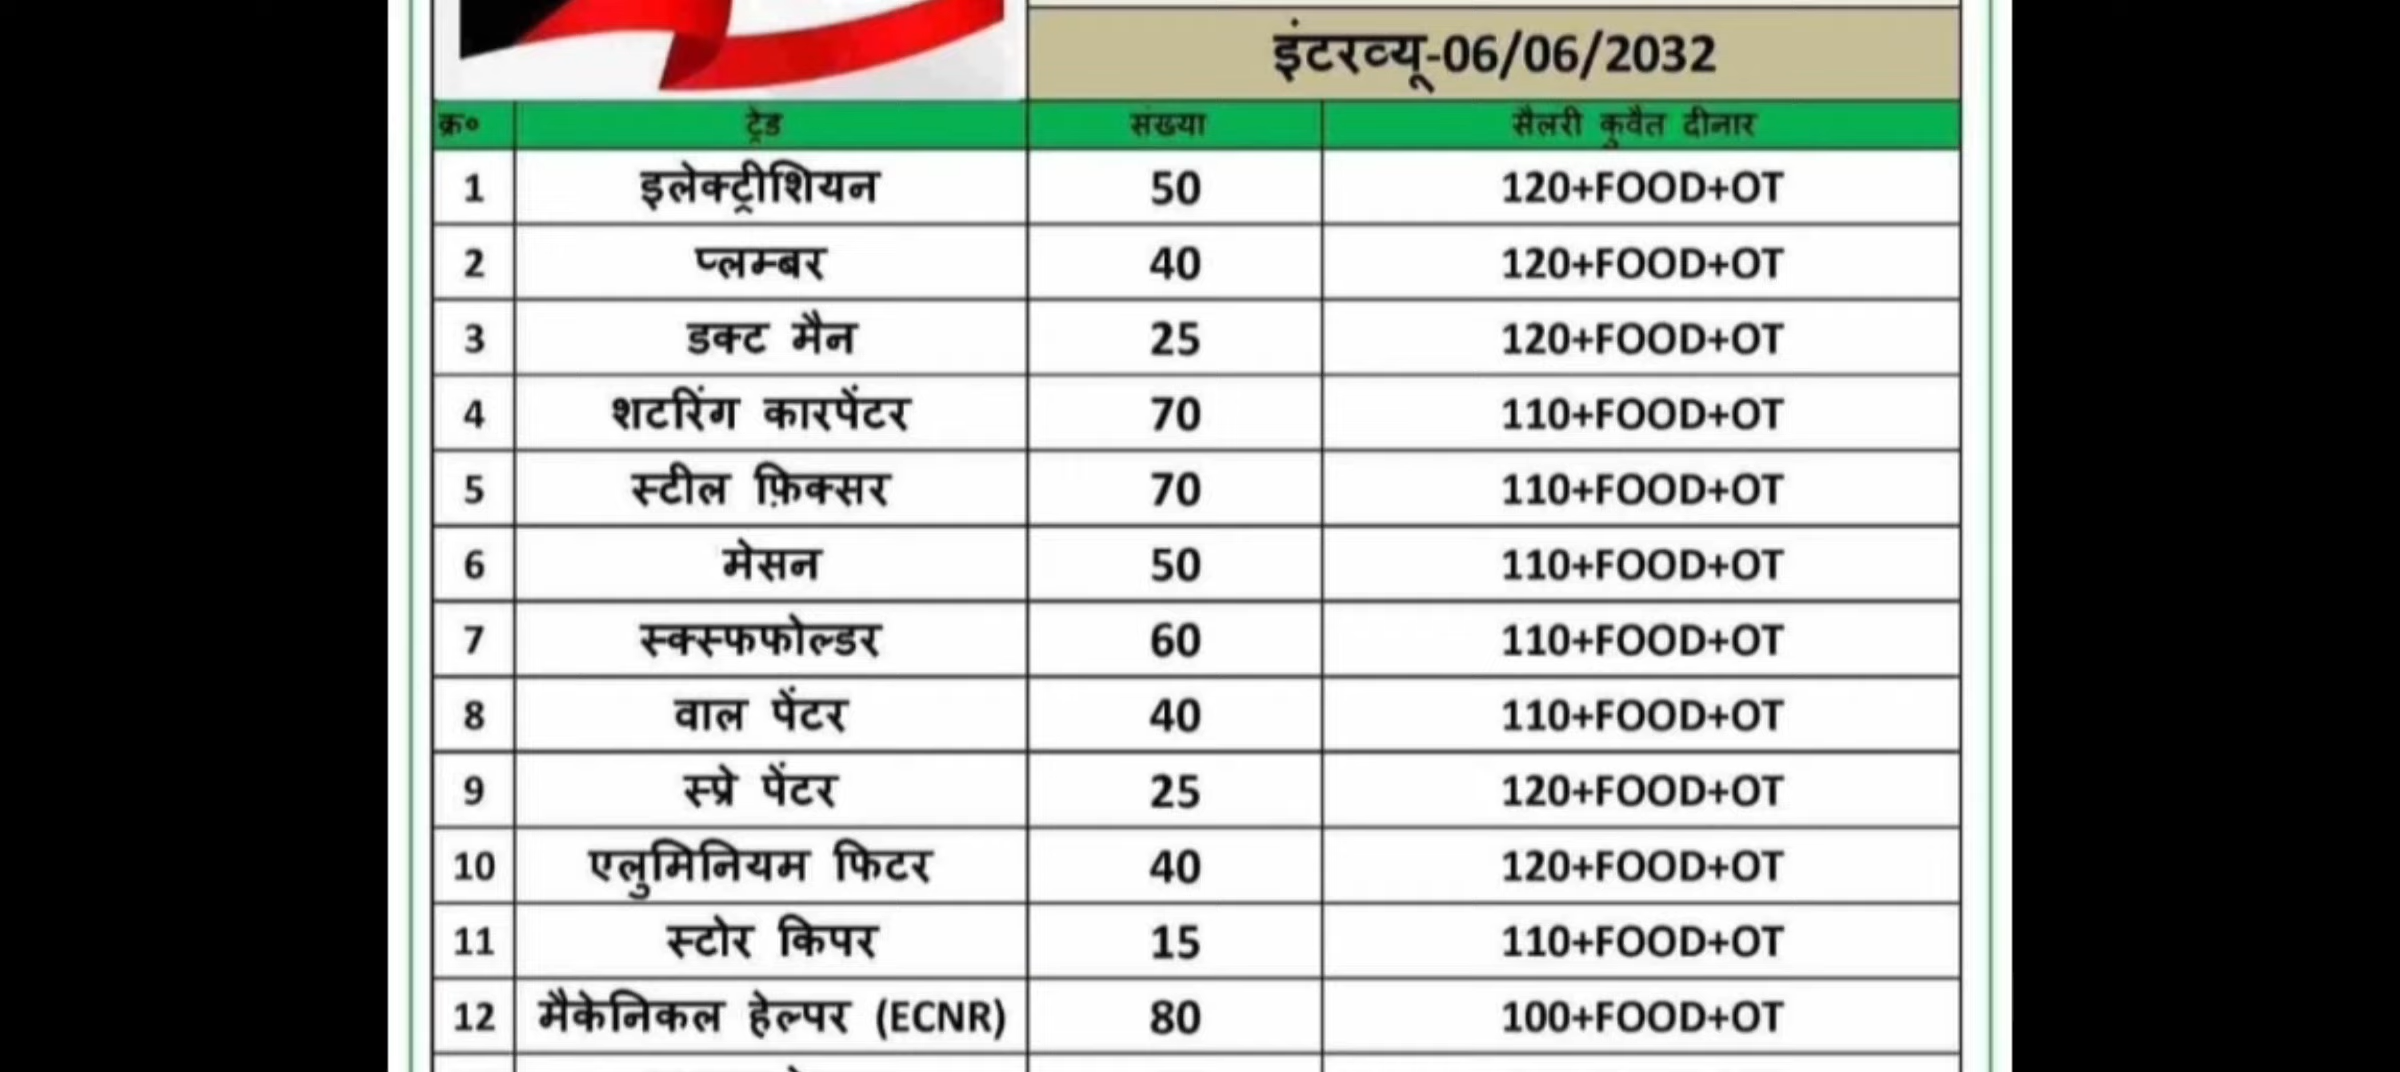 इंटरव्यू-06/06/2032
क्र० ट्रेड संख्या सैलरी कुवैत दीनार
1 इलेक्ट्रीशियन 50 120+FOOD+OT
2 प्लम्बर 40 120+FOOD+OT
3 डक्ट मैन 25 120+FOOD+OT
4 शटरिंग कारपेंटर 70 110+FOOD+OT
5 स्टील फ़िक्सर 70 110+FOOD+OT
6 मेसन 50 110+FOOD+OT
7 स्क्स्फफोल्डर 60 110+FOOD+OT
8 वाल पेंटर 40 110+FOOD+OT
9 स्प्रे पेंटर 25 120+FOOD+OT
10 एलुमिनियम फिटर 40 120+FOOD+OT
11 स्टोर किपर 15 110+FOOD+OT
12 मैकेनिकल हेल्पर (ECNR) 80 100+FOOD+OT